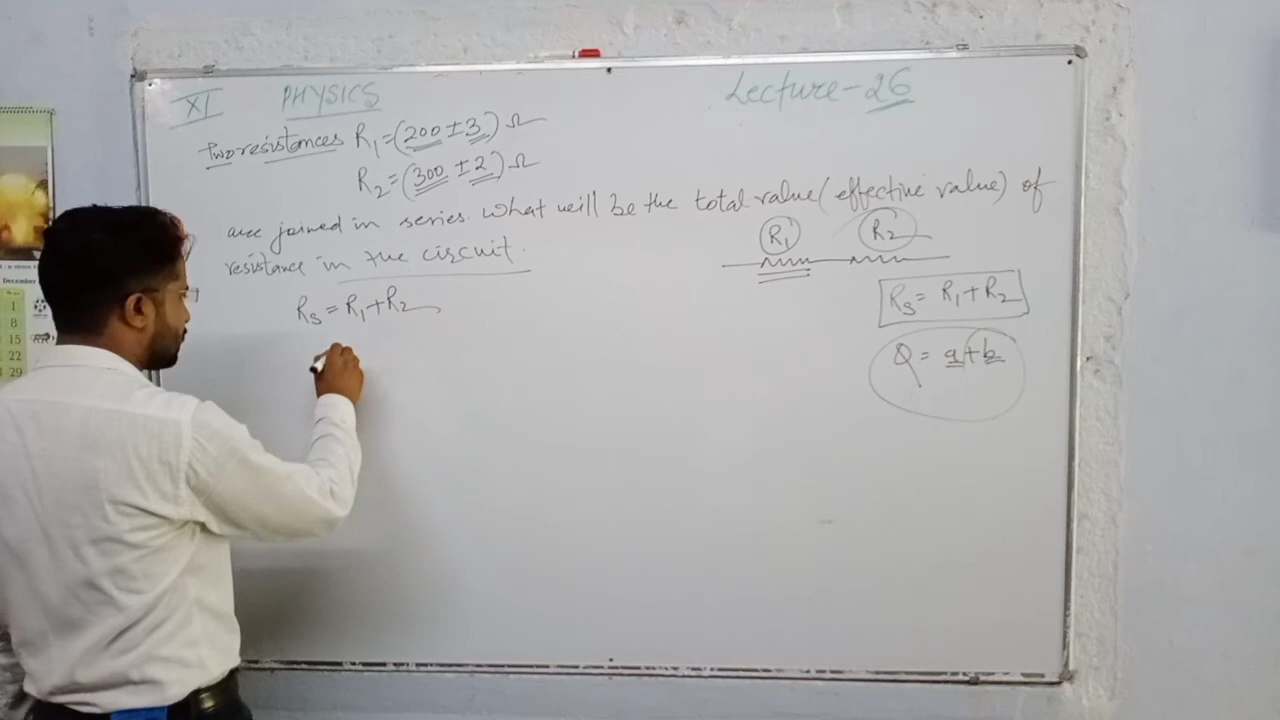 XI PHYSICS Lecture-26
Two resistances R₁=(200±3)Ω
R₂=(300±2)Ω
are joined in series. What will be the total value (effective value) of
resistance in the circuit.
R₁ R₂
Rs = R₁+R₂
Rs = R₁+R₂
Q = a+b
December
1
8
15
22
29